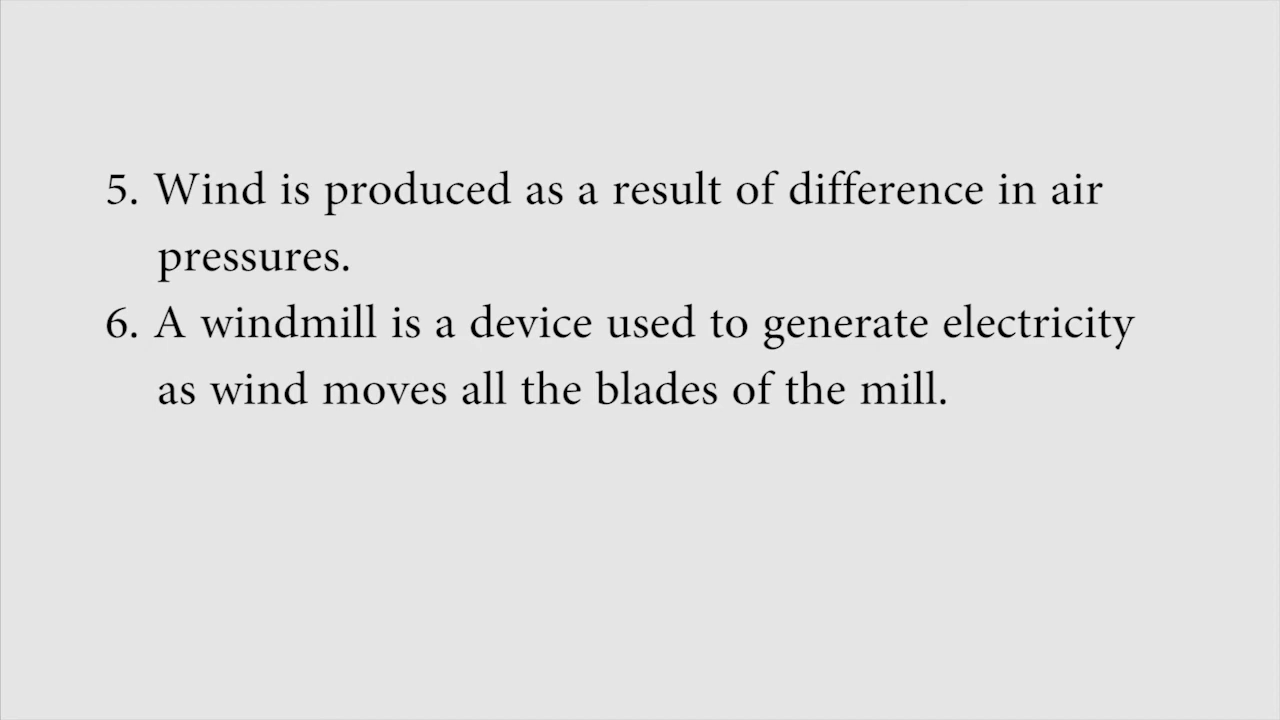 5. Wind is produced as a result of difference in air
pressures.
6. A windmill is a device used to generate electricity
as wind moves all the blades of the mill.